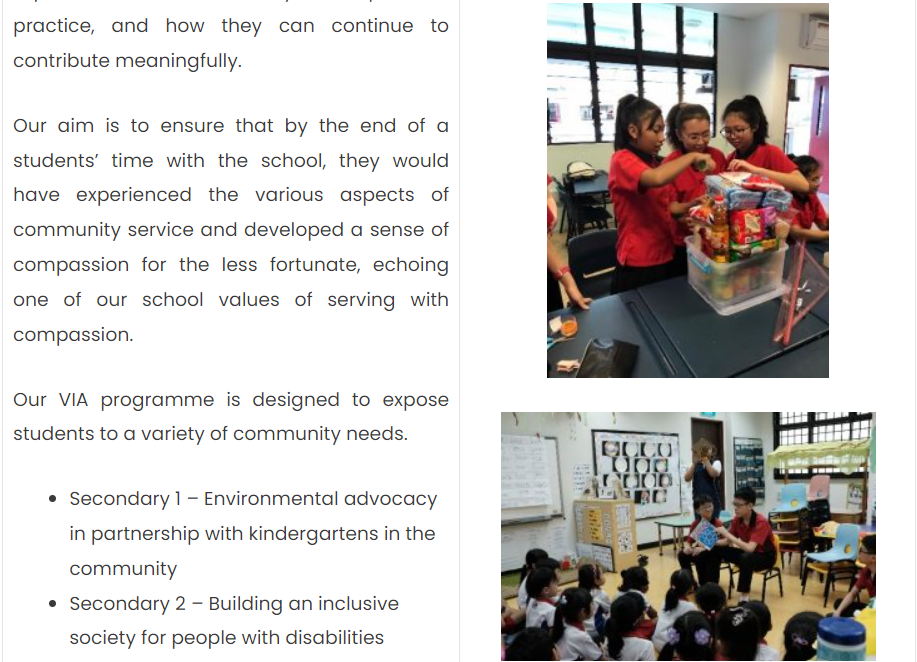 practice, and how they can continue to
contribute meaningfully.
Our aim is to ensure that by the end of a
students’ time with the school, they would
have experienced the various aspects of
community service and developed a sense of
compassion for the less fortunate, echoing
one of our school values of serving with
compassion.
Our VIA programme is designed to expose
students to a variety of community needs.
Secondary 1 – Environmental advocacy
in partnership with kindergartens in the
community
Secondary 2 – Building an inclusive
society for people with disabilities